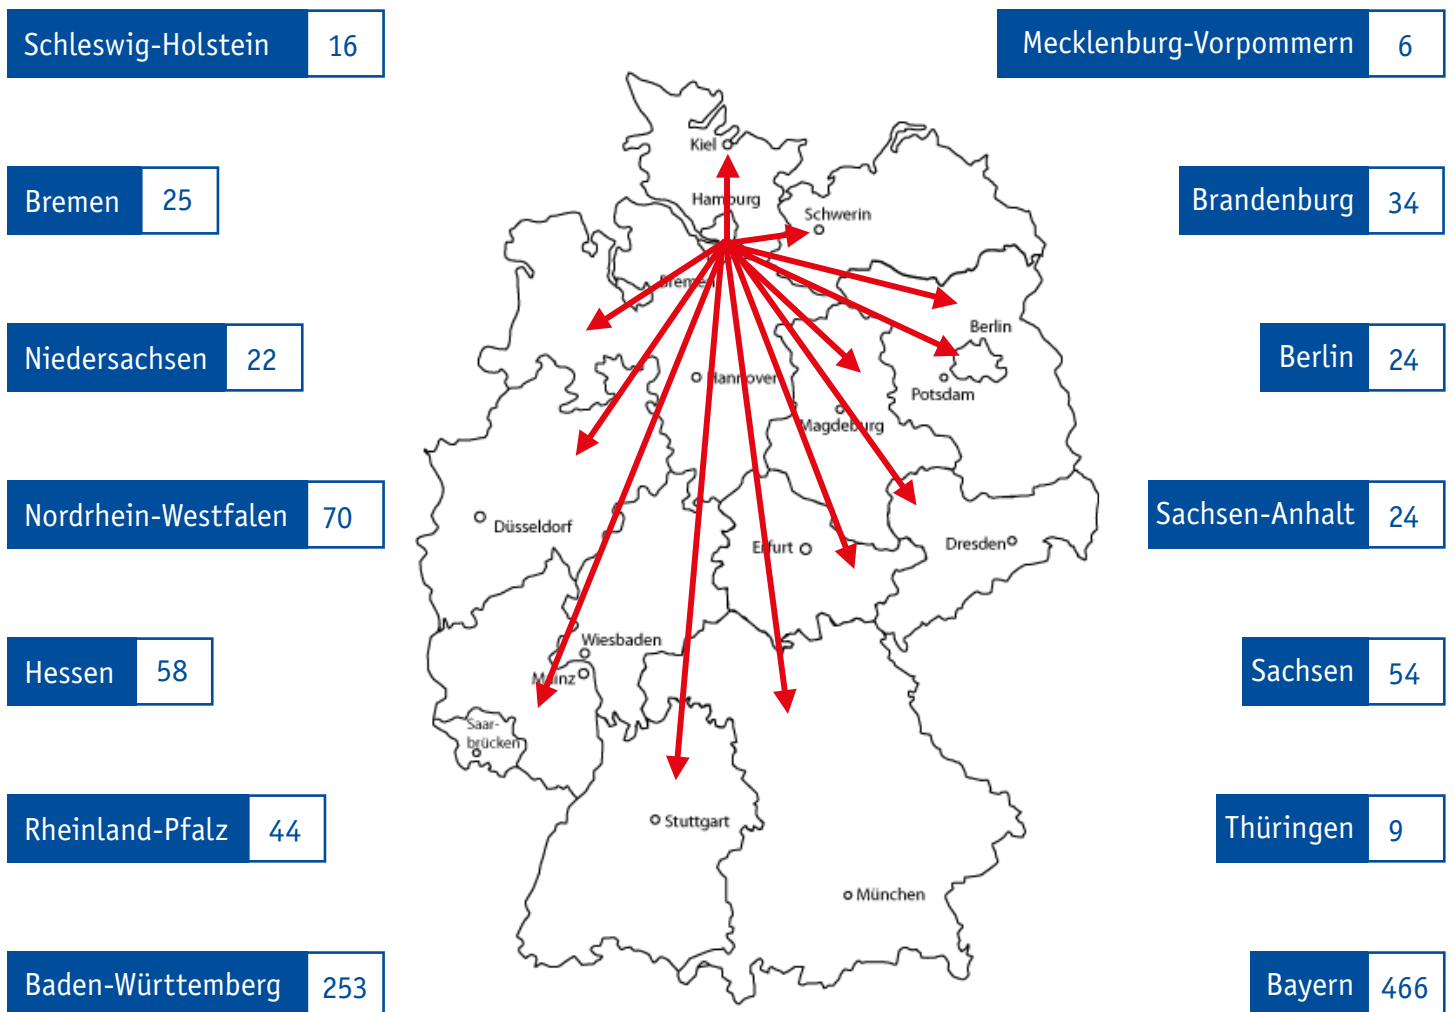 Schleswig-Holstein 16
Mecklenburg-Vorpommern 6
Bremen 25
Brandenburg 34
Niedersachsen 22
Berlin 24
Nordrhein-Westfalen 70
Sachsen-Anhalt 24
Hessen 58
Sachsen 54
Rheinland-Pfalz 44
Thüringen 9
Baden-Württemberg 253
Bayern 466
Kiel
Hamburg
Schwerin
Bremen
Berlin
Hannover
Potsdam
Magdeburg
Düsseldorf
Erfurt
Dresden
Wiesbaden
Mainz
Saar-
brücken
Stuttgart
München